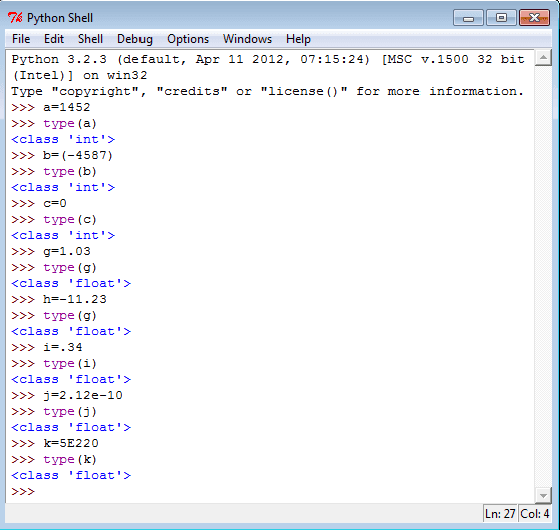 Python Shell
File Edit Shell Debug Options Windows Help
Python 3.2.3 (default, Apr 11 2012, 07:15:24) [MSC v.1500 32 bit
(Intel)] on win32
Type "copyright", "credits" or "license()" for more information.
>>> a=1452
>>> type(a)
<class 'int'>
>>> b=(-4587)
>>> type(b)
<class 'int'>
>>> c=0
>>> type(c)
<class 'int'>
>>> g=1.03
>>> type(g)
<class 'float'>
>>> h=-11.23
>>> type(g)
<class 'float'>
>>> i=.34
>>> type(i)
<class 'float'>
>>> j=2.12e-10
>>> type(j)
<class 'float'>
>>> k=5E220
>>> type(k)
<class 'float'>
>>>
Ln: 27 Col: 4